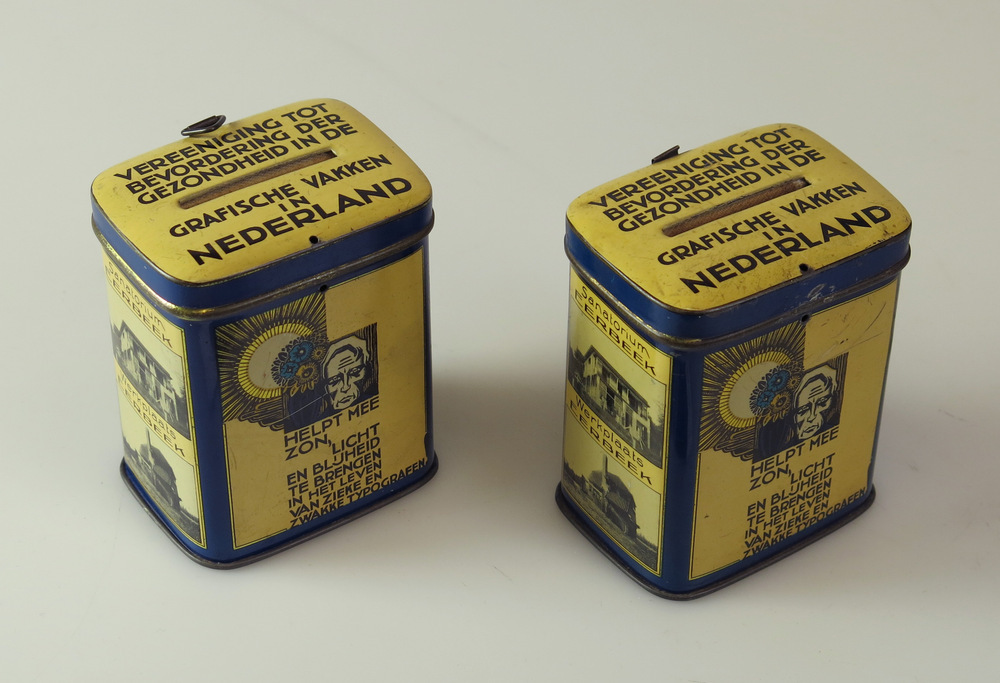 VEREENIGING TOT
BEVORDERING DER
GEZONDHEID IN DE
GRAFISCHE VAKKEN
IN
NEDERLAND
Sanatorium
EERBEEK
Werkplaats
EERBEEK
HELPT MEE
ZON, LICHT
EN BLIJHEID
TE BRENGEN
IN HET LEVEN
VAN ZIEKE EN
ZWAKKE TYPOGRAFEN
VEREENIGING TOT
BEVORDERING DER
GEZONDHEID IN DE
GRAFISCHE VAKKEN
IN
NEDERLAND
Sanatorium
EERBEEK
Werkplaats
EERBEEK
HELPT MEE
ZON, LICHT
EN BLIJHEID
TE BRENGEN
IN HET LEVEN
VAN ZIEKE EN
ZWAKKE TYPOGRAFEN